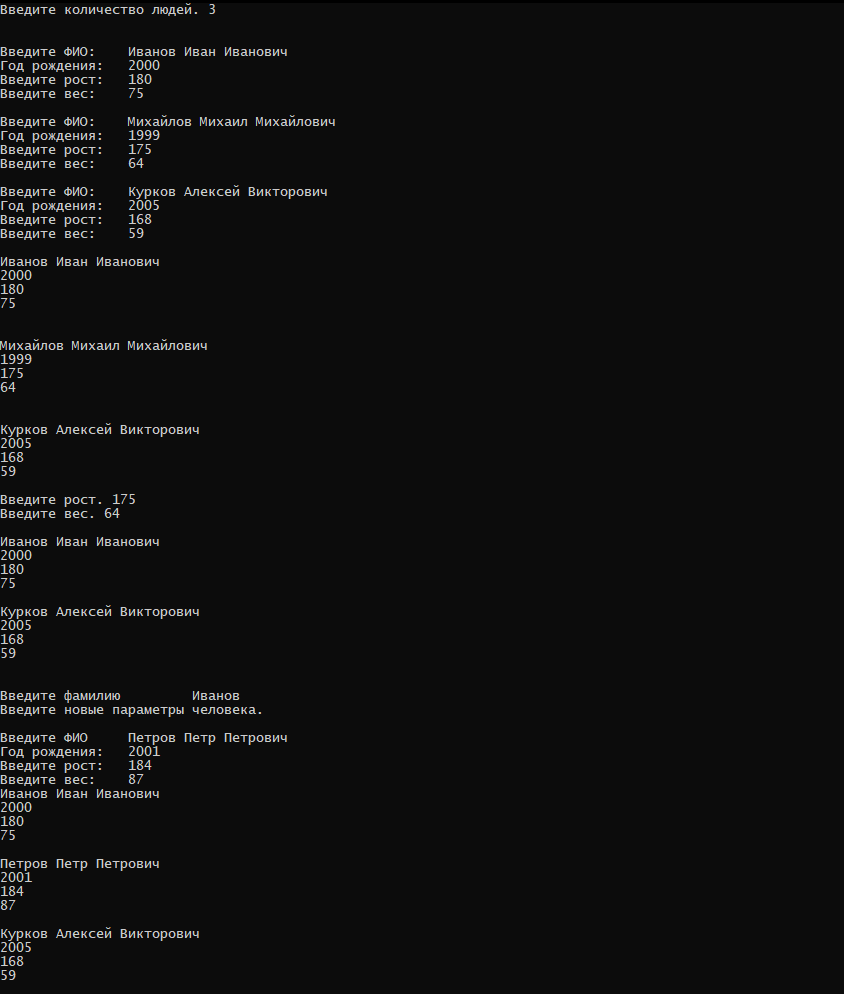 Введите количество людей. 3
Введите ФИО:    Иванов Иван Иванович
Год рождения:   2000
Введите рост:   180
Введите вес:    75
Введите ФИО:    Михайлов Михаил Михайлович
Год рождения:   1999
Введите рост:   175
Введите вес:    64
Введите ФИО:    Курков Алексей Викторович
Год рождения:   2005
Введите рост:   168
Введите вес:    59
Иванов Иван Иванович
2000
180
75
Михайлов Михаил Михайлович
1999
175
64
Курков Алексей Викторович
2005
168
59
Введите рост. 175
Введите вес. 64
Иванов Иван Иванович
2000
180
75
Курков Алексей Викторович
2005
168
59
Введите фамилию         Иванов
Введите новые параметры человека.
Введите ФИО     Петров Петр Петрович
Год рождения:   2001
Введите рост:   184
Введите вес:    87
Иванов Иван Иванович
2000
180
75
Петров Петр Петрович
2001
184
87
Курков Алексей Викторович
2005
168
59